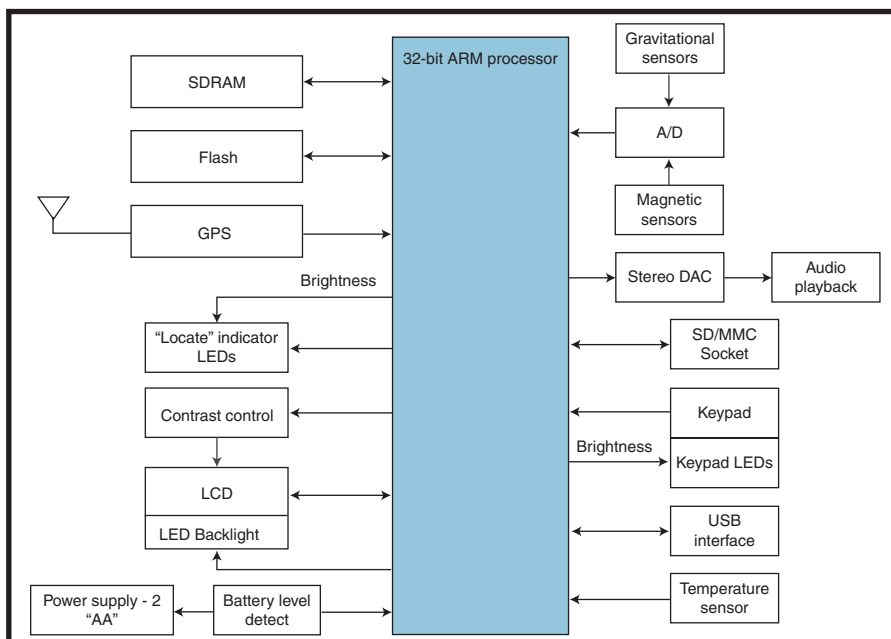 32-bit ARM processor
SDRAM
Flash
GPS
Brightness
“Locate” indicator
LEDs
Contrast control
LCD
LED Backlight
Power supply - 2
“AA”
Battery level
detect
Gravitational
sensors
A/D
Magnetic
sensors
Stereo DAC
Audio
playback
SD/MMC
Socket
Keypad
Brightness
Keypad LEDs
USB
interface
Temperature
sensor